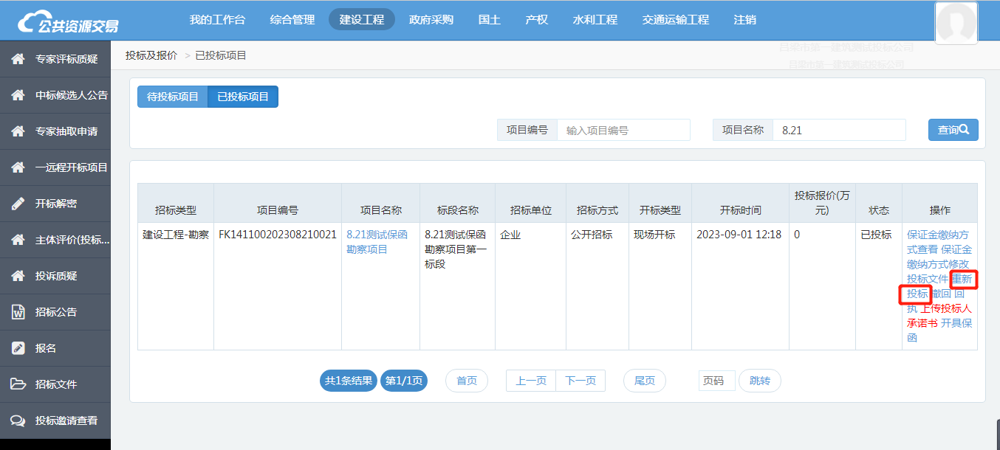 公共资源交易
我的工作台 综合管理 建设工程 政府采购 国土 产权 水利工程 交通运输工程 注销
吕梁市第一建筑测试投标公司
吕梁市第一建筑测试投标公司
专家评标质疑
中标候选人公告
专家抽取申请
一远程开标项目
开标解密
主体评价(投标...
投诉质疑
招标公告
报名
招标文件
投标邀请查看
投标及报价 > 已投标项目
待投标项目 已投标项目
项目编号 输入项目编号 项目名称 8.21 查询
招标类型 项目编号 项目名称 标段名称 招标单位 招标方式 开标类型 开标时间 投标报价(万
元) 状态 操作
建设工程-勘察 FK141100202308210021 8.21测试保函
勘察项目
8.21测试保函
勘察项目第一
标段
企业 公开招标 现场开标 2023-09-01 12:18 0 已投标
保证金缴纳方
式查看 保证金
缴纳方式修改
投标文件 重新
投标 撤回 回
执 上传投标人
承诺书 开具保
函
共1条结果 第1/1页 首页 上一页 下一页 尾页 页码 跳转